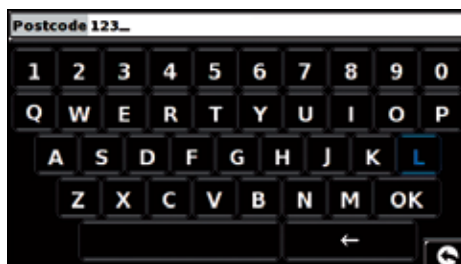 Postcode 123_
1 2 3 4 5 6 7 8 9 0
Q W E R T Y U I O P
A S D F G H J K L
Z X C V B N M OK
←